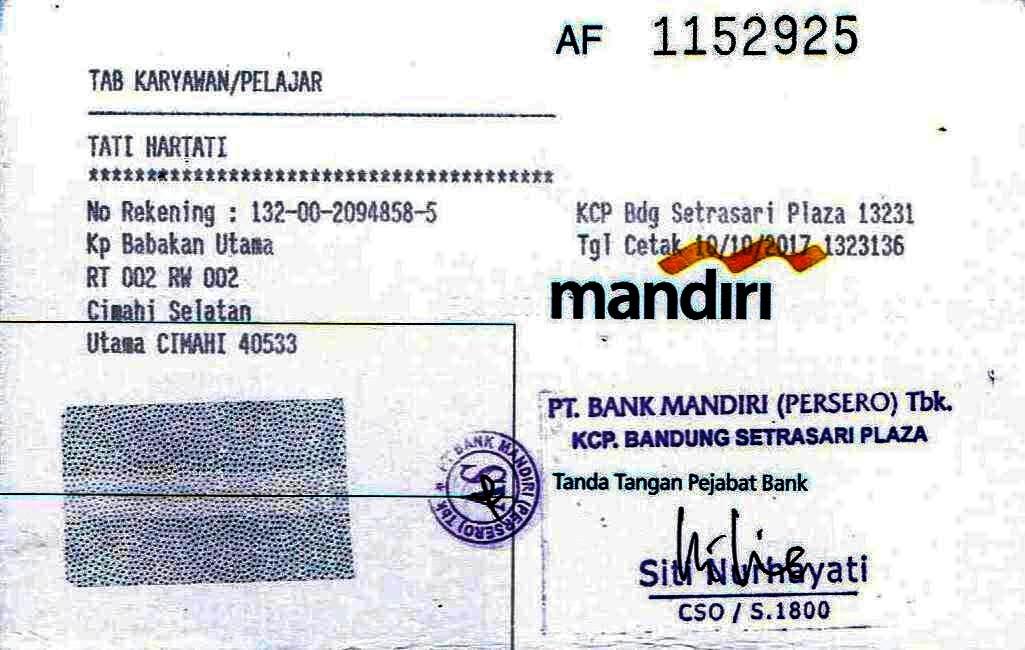 AF 1152925
TAB KARYAWAN/PELAJAR
TATI HARTATI
******************************************
No Rekening : 132-00-2094858-5
Kp Babakan Utama
RT 002 RW 002
Cimahi Selatan
Utama CIMAHI 40533
KCP Bdg Setrasari Plaza 13231
Tgl Cetak 10/10/2017 1323136
mandiri
PT. BANK MANDIRI (PERSERO) Tbk.
KCP. BANDUNG SETRASARI PLAZA
Tanda Tangan Pejabat Bank
Siti Nurhayati
CSO / S.1800
PT. BANK MANDIRI (PERSERO) Tbk